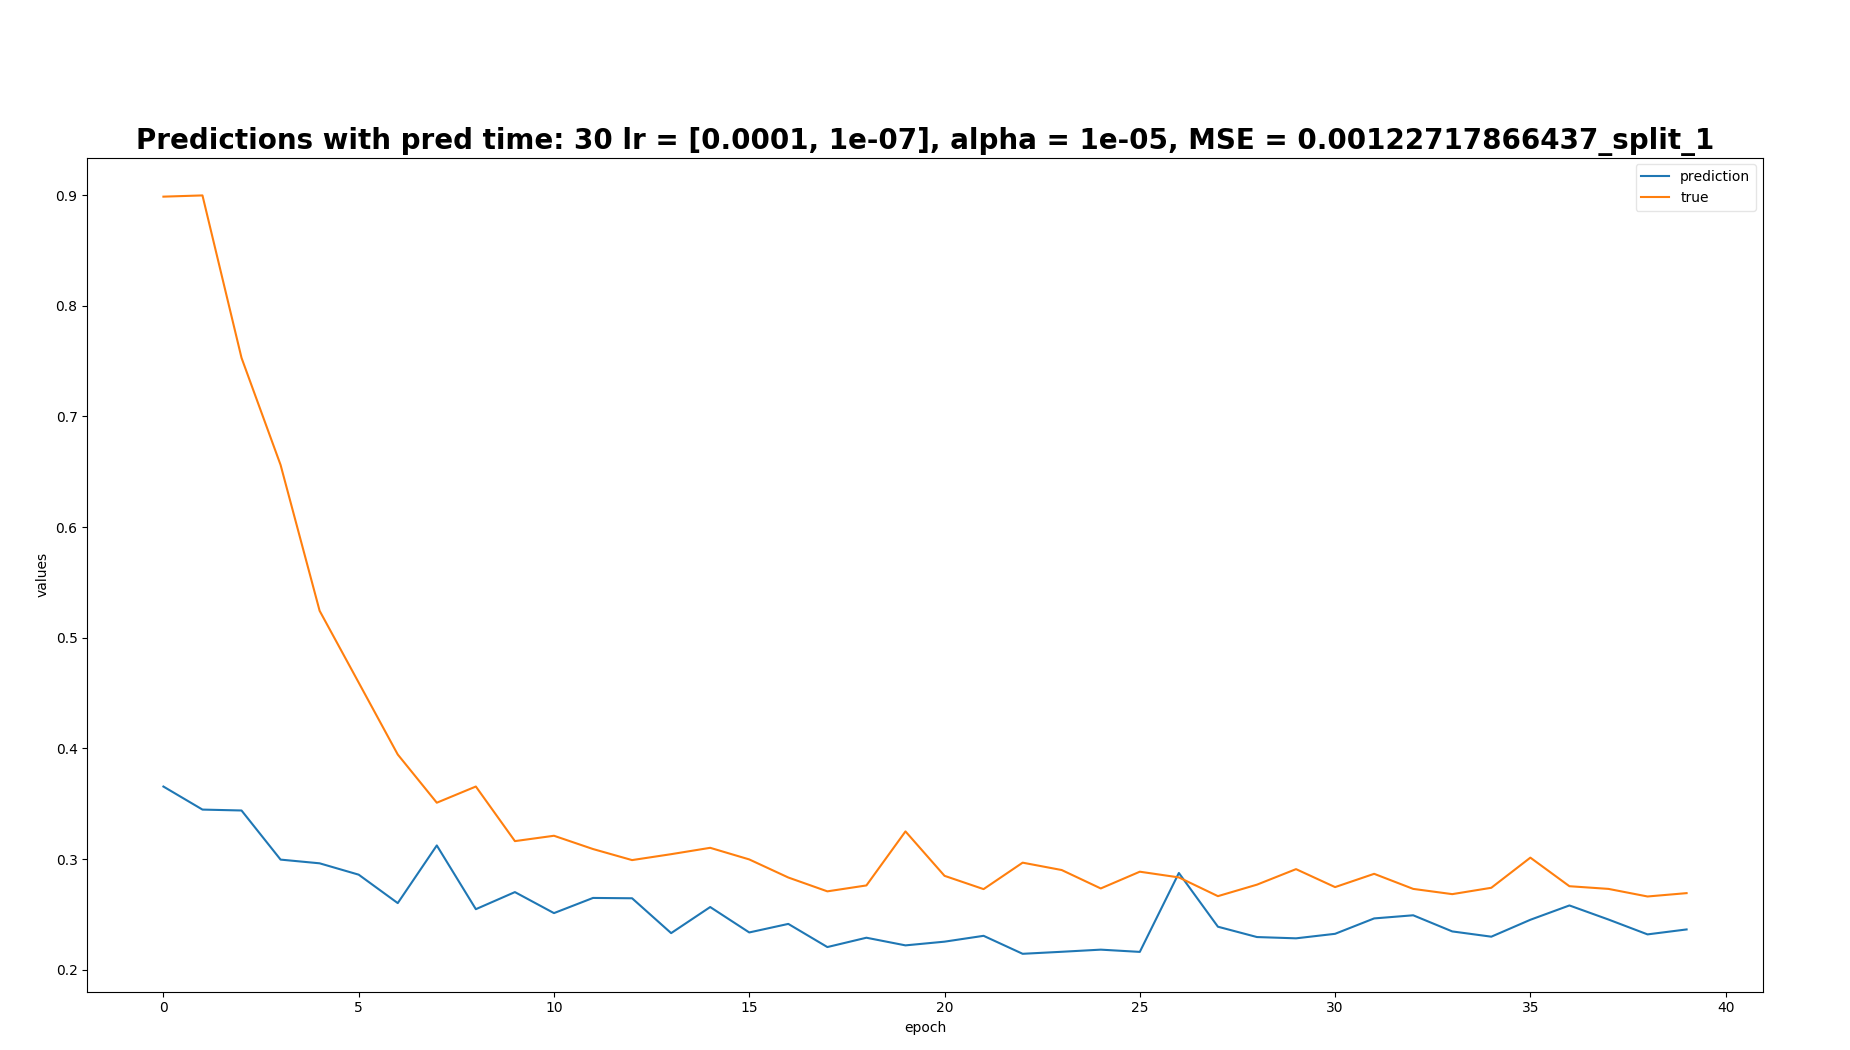 Predictions with pred time: 30 lr = [0.0001, 1e-07], alpha = 1e-05, MSE = 0.00122717866437_split_1
prediction
true
values
0.9
0.8
0.7
0.6
0.5
0.4
0.3
0.2
0 5 10 15 20 25 30 35 40
epoch